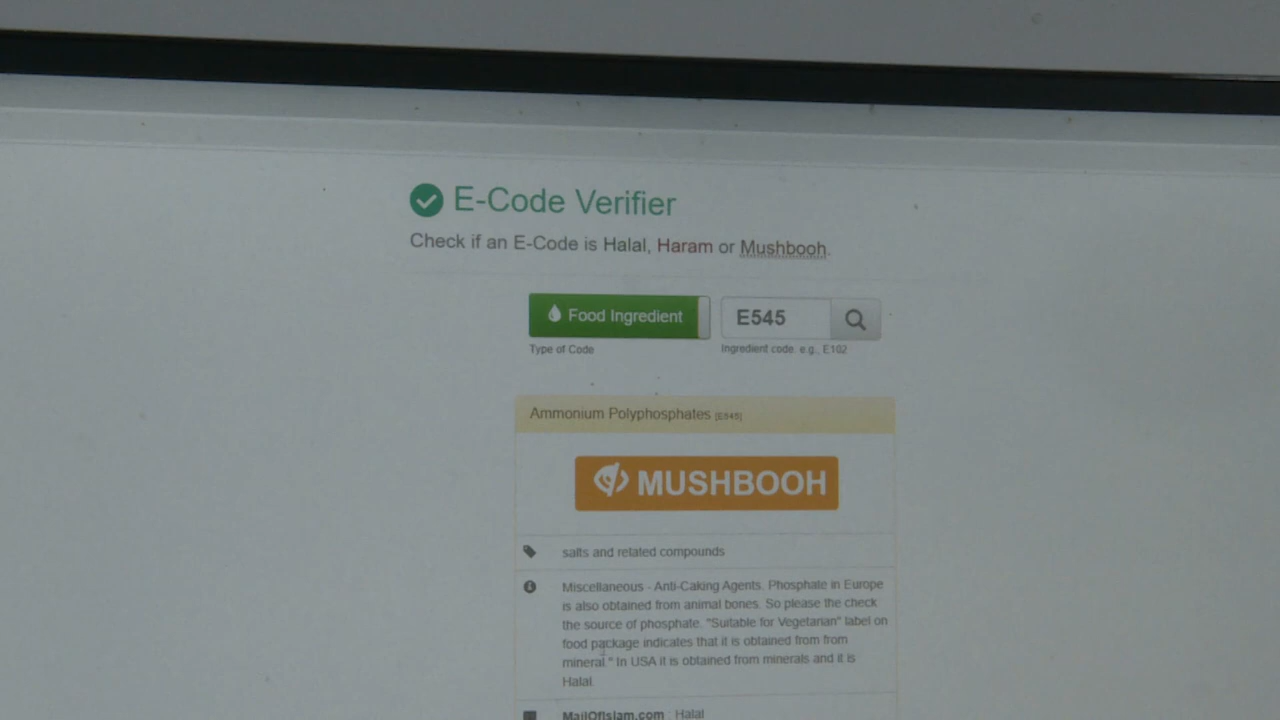 E-Code Verifier
Check if an E-Code is Halal, Haram or Mushbooh.
Food Ingredient
E545
Type of Code
Ingredient code. e.g., E102
Ammonium Polyphosphates [E545]
MUSHBOOH
salts and related compounds
Miscellaneous - Anti-Caking Agents. Phosphate in Europe
is also obtained from animal bones. So please the check
the source of phosphate. "Suitable for Vegetarian" label on
food package indicates that it is obtained from from
mineral." In USA it is obtained from minerals and it is
Halal.
MailOfIslam.com : Halal